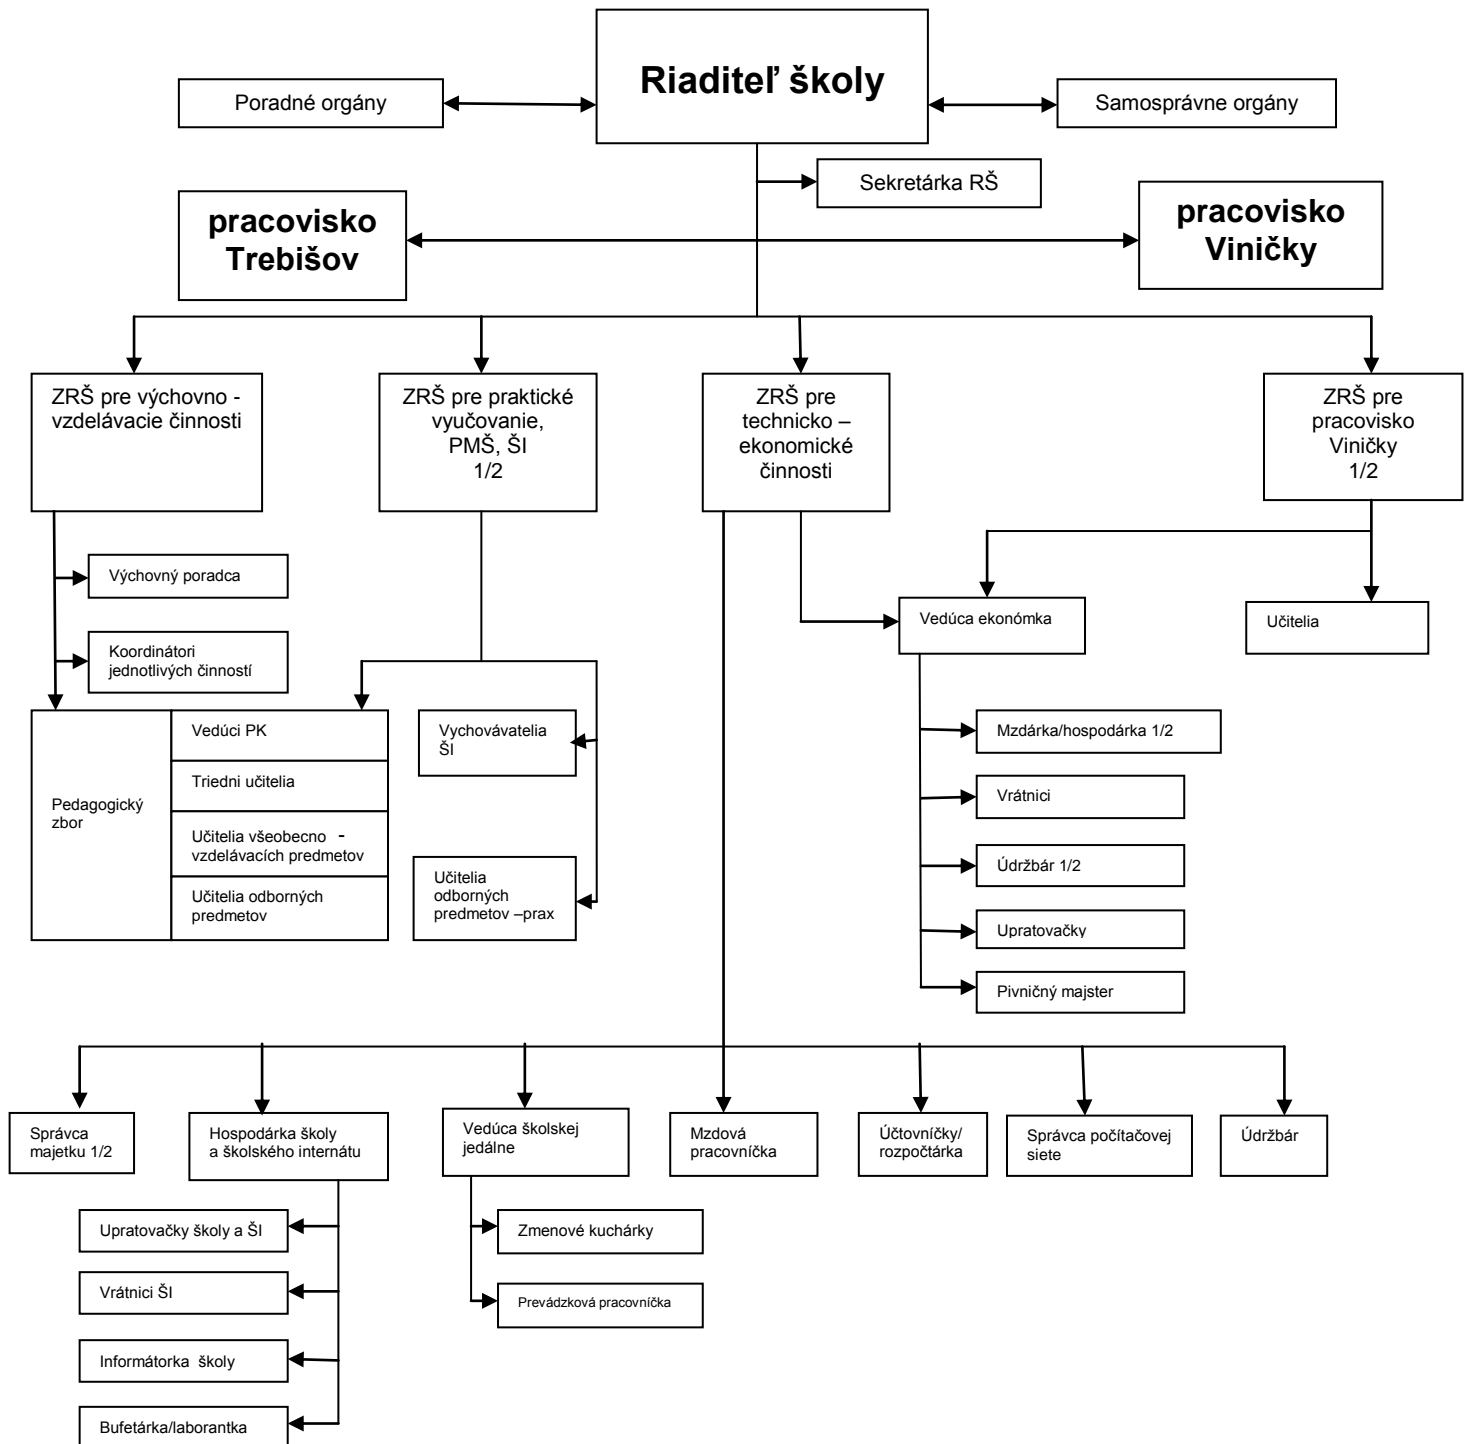 Riaditeľ školy
Poradné orgány
Samosprávne orgány
Sekretárka RŠ
pracovisko
Trebišov
pracovisko
Viničky
ZRŠ pre výchovno -
vzdelávacie činnosti
ZRŠ pre praktické
vyučovanie,
PMŠ, ŠI
1/2
ZRŠ pre
technicko –
ekonomické
činnosti
ZRŠ pre
pracovisko
Viničky
1/2
Výchovný poradca
Koordinátori
jednotlivých činností
Vedúca ekonómka
Učitelia
Pedagogický
zbor
Vedúci PK
Triedni učitelia
Učitelia všeobecno -
vzdelávacích predmetov
Učitelia odborných
predmetov
Vychovávatelia
ŠI
Učitelia
odborných
predmetov –prax
Mzdárka/hospodárka 1/2
Vrátnici
Údržbár 1/2
Upratovačky
Pivničný majster
Správca
majetku 1/2
Hospodárka školy
a školského internátu
Vedúca školskej
jedálne
Mzdová
pracovníčka
Účtovníčky/
rozpočtárka
Správca počítačovej
siete
Údržbár
Upratovačky školy a ŠI
Vrátnici ŠI
Informátorka školy
Bufetárka/laborantka
Zmenové kuchárky
Prevádzková pracovníčka